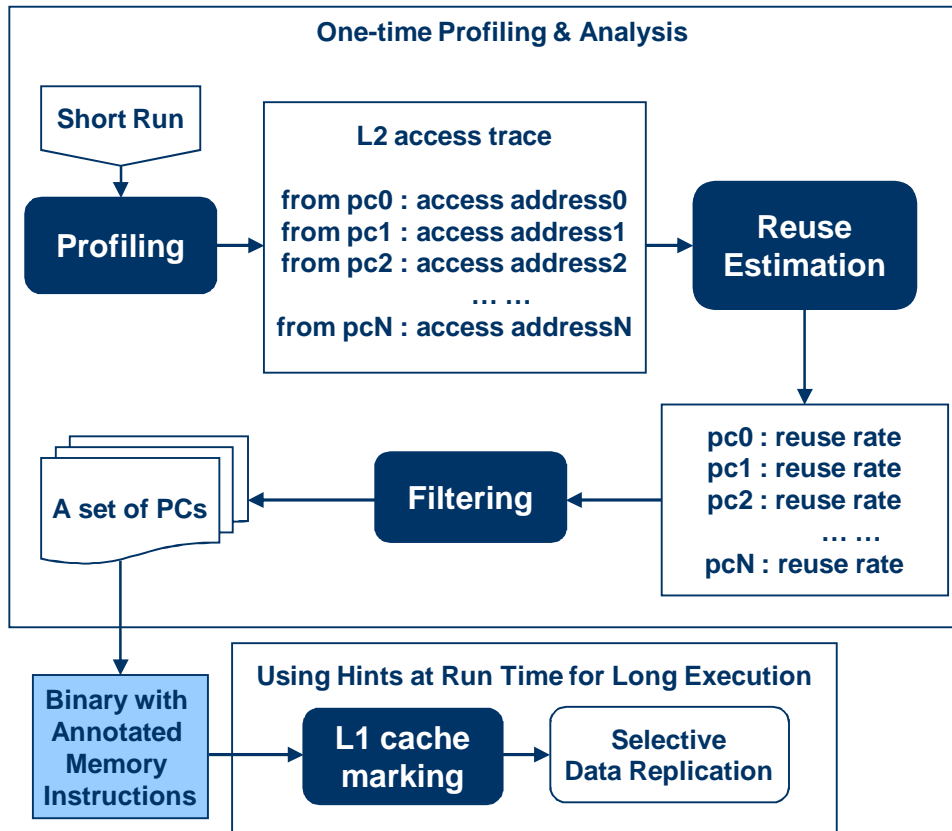 One-time Profiling & Analysis
Short Run
Profiling
L2 access trace
from pc0 : access address0
from pc1 : access address1
from pc2 : access address2
... ...
from pcN : access addressN
Reuse
Estimation
pc0 : reuse rate
pc1 : reuse rate
pc2 : reuse rate
... ...
pcN : reuse rate
Filtering
A set of PCs
Binary with
Annotated
Memory
Instructions
Using Hints at Run Time for Long Execution
L1 cache
marking
Selective
Data Replication